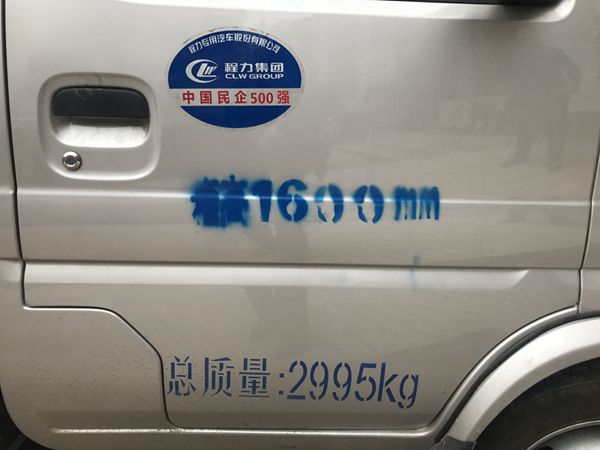 程力专用汽车股份有限公司
程力集团
CLW GROUP
中国民企500强
1600mm
总质量:2995kg